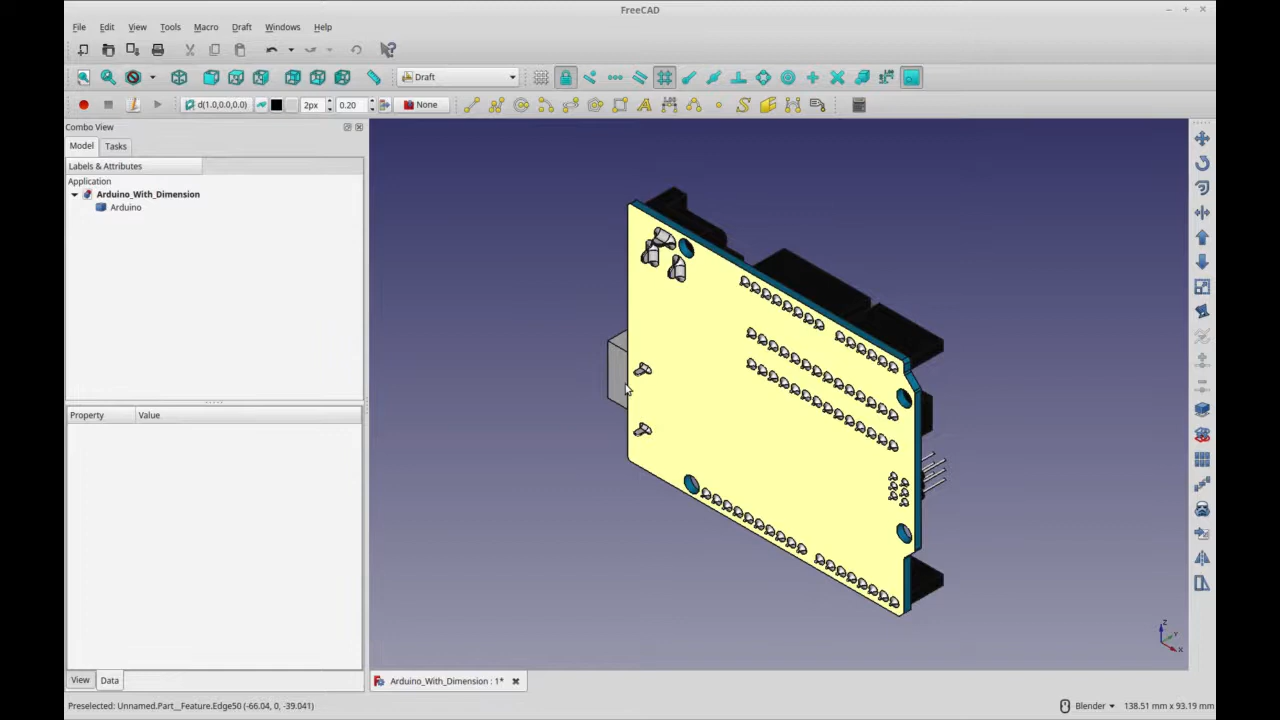 FreeCAD
File Edit View Tools Macro Draft Windows Help
Draft
d(1.0,0.0,0.0) 2px 0.20 None
Combo View
Model Tasks
Labels & Attributes
Application
Arduino_With_Dimension
Arduino
Property Value
View Data
Arduino_With_Dimension : 1*
Z
Y
X
Preselected: Unnamed.Part__Feature.Edge50 (-66.04, 0, -39.041) Blender 138.51 mm x 93.19 mm